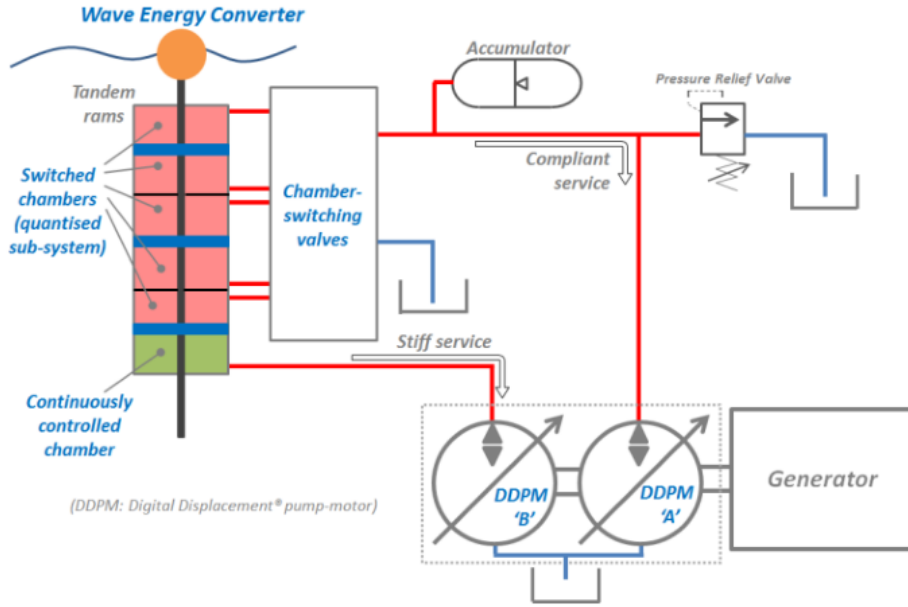 Wave Energy Converter
Accumulator
Pressure Relief Valve
Tandem
rams
Switched
chambers
(quantised
sub-system)
Chamber-
switching
valves
Compliant
service
Stiff service
Continuously
controlled
chamber
(DDPM: Digital Displacement® pump-motor)
DDPM
‘B’
DDPM
‘A’
Generator